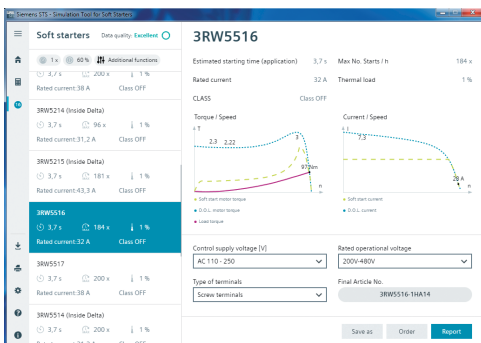 Siemens STS - Simulation Tool for Soft Starters
Soft starters Data quality: Excellent
1 x 60 % Additional functions
3,7 s 200 x 1 %
Rated current:38 A Class OFF
3RW5214 (Inside Delta)
3,7 s 96 x 1 %
Rated current:31,2 A Class OFF
3RW5215 (Inside Delta)
3,7 s 181 x 1 %
Rated current:43,3 A Class OFF
3RW5516
3,7 s 184 x 1 %
Rated current:32 A Class OFF
3RW5517
3,7 s 200 x 1 %
Rated current:38 A Class OFF
3RW5514 (Inside Delta)
3,7 s 200 x 1 %
3RW5516
Estimated starting time (application) 3,7 s Max No. Starts / h 184 x
Rated current 32 A Thermal load 1 %
CLASS Class OFF
Torque / Speed
T
2.3 2,22 3
97 Nm
n
Soft start motor torque
D.O.L. motor torque
Load torque
Current / Speed
I
7,3
28 A
n
Soft start current
D.O.L. current
Control supply voltage [V]
AC 110 - 250
Rated operational voltage
200V-480V
Type of terminals
Screw terminals
Final Article No.
3RW5516-1HA14
Save as Order Report